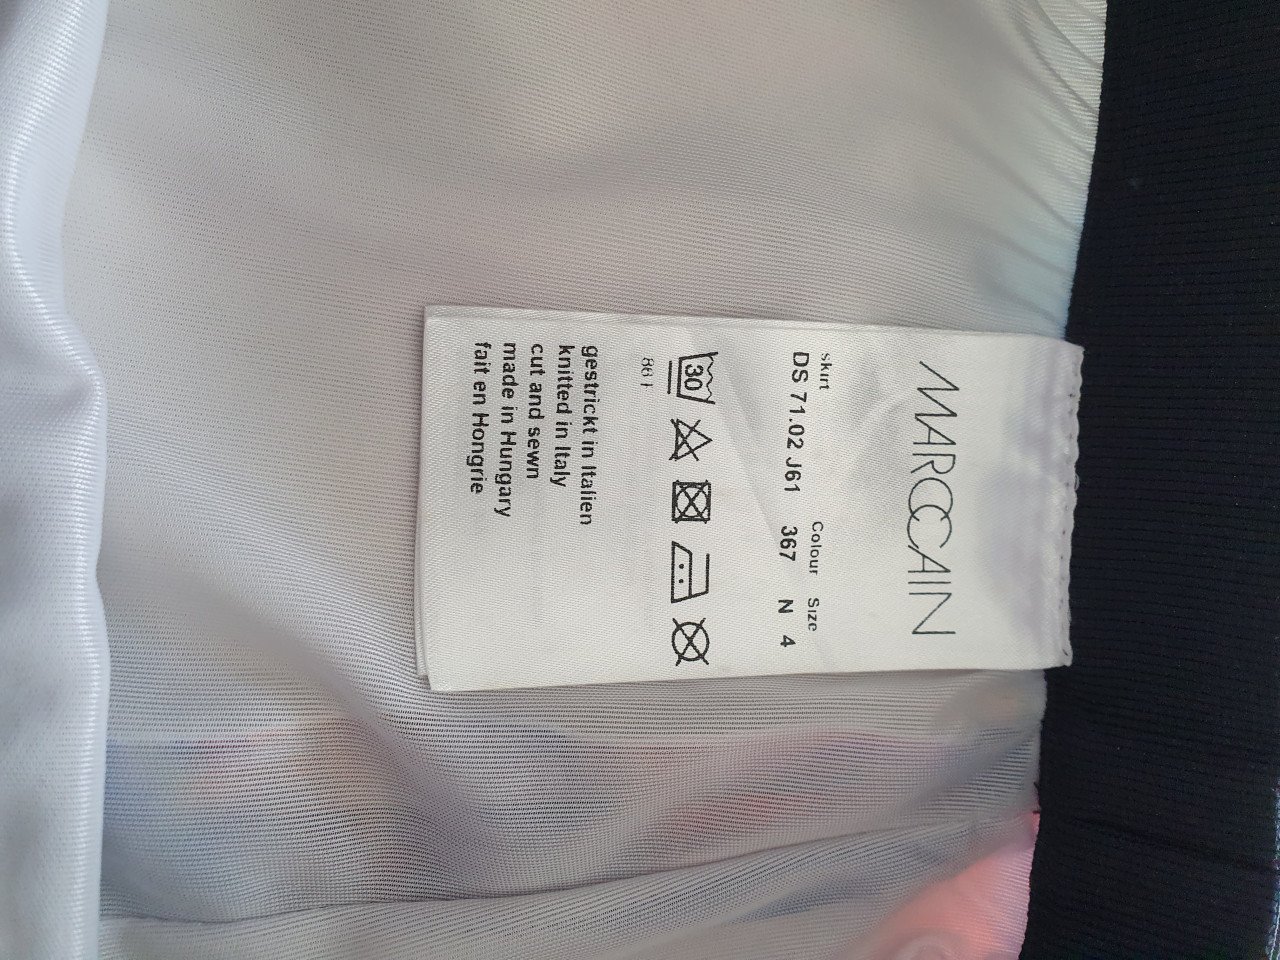 MARCCAIN
skirt Colour Size
DS 71.02 J61 367 N 4
30
gestrickt in Italien
knitted in Italy
cut and sewn
made in Hungary
fait en Hongrie